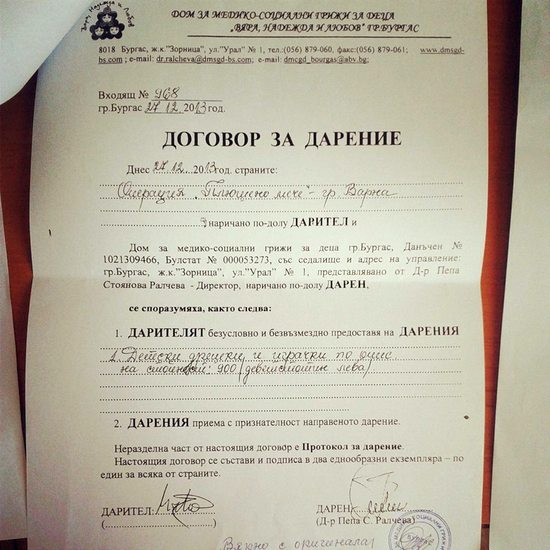 ДОМ ЗА МЕДИКО-СОЦИАЛНИ ГРИЖИ ЗА ДЕЦА
„ВЯРА, НАДЕЖДА И ЛЮБОВ" ГР.БУРГАС
8018 Бургас, ж.к."Зорница", ул."Урал" № 1, тел.:(056) 879-060, факс:(056) 879-061; www.dmsgd-
bs.com ; e-mail: dr.ralcheva@dmsgd-bs.com; e-mail: dmcgd_bourgas@abv.bg;
Входящ № 968
гр.Бургас 27.12.2013год.
ДОГОВОР ЗА ДАРЕНИЕ
Днес 27.12.2013год. страните:
Операция „Плюшено мече" - гр. Варна
наричано по-долу ДАРИТЕЛ и
Дом за медико-социални грижи за деца гр.Бургас, Данъчен №
1021309466, Булстат № 000053273, със седалище и адрес на управление:
гр.Бургас, ж.к."Зорница", ул."Урал" № 1, представлявано от Д-р Пепа
Стоянова Ралчева - Директор, наричано по-долу ДАРЕН,
се споразумяха, както следва:
1. ДАРИТЕЛЯТ безусловно и безвъзмездно предоставя на ДАРЕНИЯ
1. Детски дрешки и играчки по опис
на стойност: 900 (деветстотин лева)
2. ДАРЕНИЯ приема с признателност направеното дарение.
Неразделна част от настоящия договор е Протокол за дарение.
Настоящия договор се състави и подписа в два еднообразни екземпляра – по
един за всяка от страните.
ДАРИТЕЛ:
ДАРЕН:
(Д-р Пепа С. Ралчева)
Вярно с оригинала!